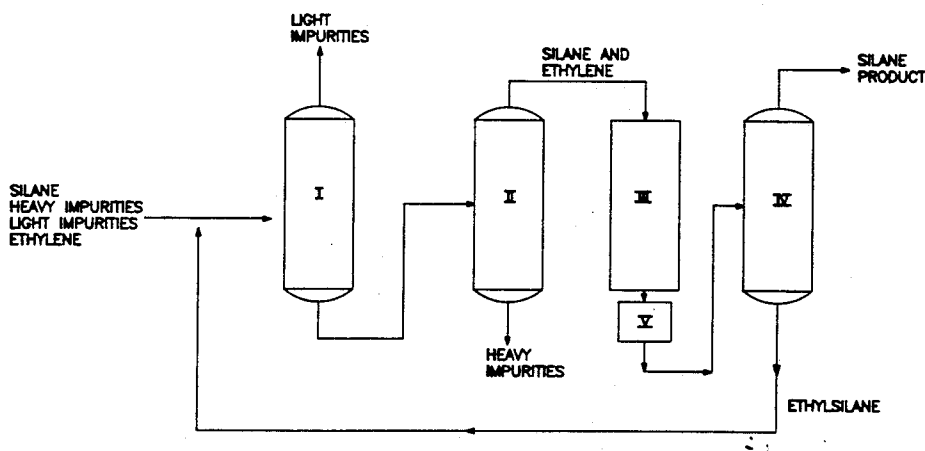 LIGHT
IMPURITIES
SILANE AND
ETHYLENE
SILANE
PRODUCT
SILANE
HEAVY IMPURITIES
LIGHT IMPURITIES
ETHYLENE
I
II
III
IV
V
HEAVY
IMPURITIES
ETHYLSILANE